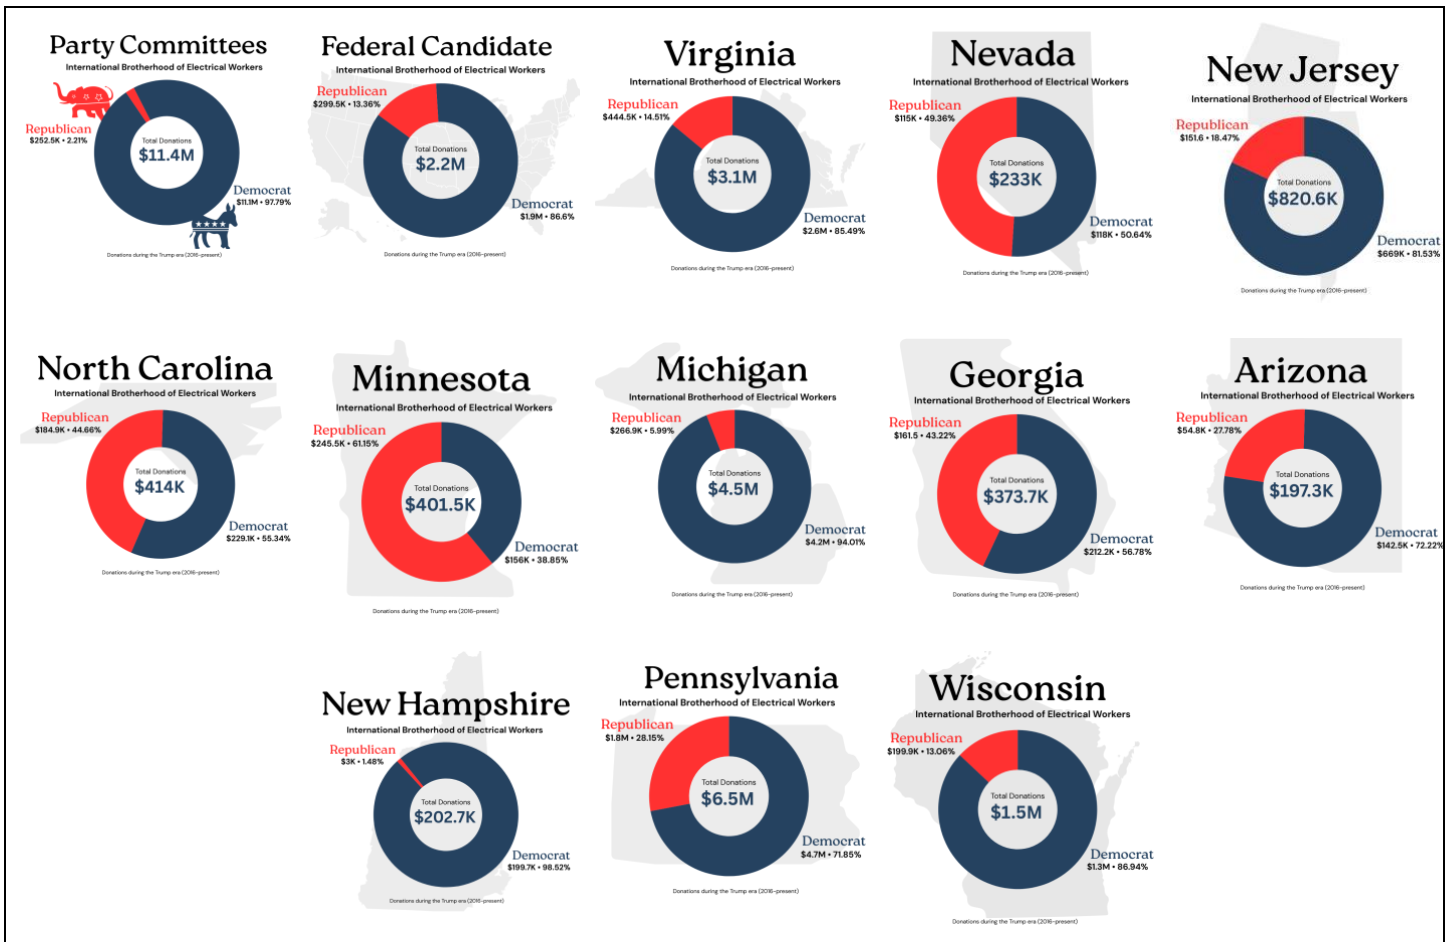 Party Committees
International Brotherhood of Electrical Workers
Republican
$252.5K • 2.21%
Total Donations
$11.4M
Democrat
$11.1M • 97.79%
Donations during the Trump era (2016-present)
Federal Candidate
International Brotherhood of Electrical Workers
Republican
$299.5K • 13.36%
Total Donations
$2.2M
Democrat
$1.9M • 86.6%
Donations during the Trump era (2016-present)
Virginia
International Brotherhood of Electrical Workers
Republican
$444.5K • 14.51%
Total Donations
$3.1M
Democrat
$2.6M • 85.49%
Donations during the Trump era (2016-present)
Nevada
International Brotherhood of Electrical Workers
Republican
$115K • 49.36%
Total Donations
$233K
Democrat
$118K • 50.64%
Donations during the Trump era (2016-present)
New Jersey
International Brotherhood of Electrical Workers
Republican
$151.6 • 18.47%
Total Donations
$820.6K
Democrat
$669K • 81.53%
Donations during the Trump era (2016-present)
North Carolina
International Brotherhood of Electrical Workers
Republican
$184.9K • 44.66%
Total Donations
$414K
Democrat
$229.1K • 55.34%
Donations during the Trump era (2016-present)
Minnesota
International Brotherhood of Electrical Workers
Republican
$245.5K • 61.15%
Total Donations
$401.5K
Democrat
$156K • 38.85%
Donations during the Trump era (2016-present)
Michigan
International Brotherhood of Electrical Workers
Republican
$266.9K • 5.99%
Total Donations
$4.5M
Democrat
$4.2M • 94.01%
Donations during the Trump era (2016-present)
Georgia
International Brotherhood of Electrical Workers
Republican
$161.5 • 43.22%
Total Donations
$373.7K
Democrat
$212.2K • 56.78%
Donations during the Trump era (2016-present)
Arizona
International Brotherhood of Electrical Workers
Republican
$54.8K • 27.78%
Total Donations
$197.3K
Democrat
$142.5K • 72.22%
Donations during the Trump era (2016-present)
New Hampshire
International Brotherhood of Electrical Workers
Republican
$3K • 1.48%
Total Donations
$202.7K
Democrat
$199.7K • 98.52%
Donations during the Trump era (2016-present)
Pennsylvania
International Brotherhood of Electrical Workers
Republican
$1.8M • 28.15%
Total Donations
$6.5M
Democrat
$4.7M • 71.85%
Donations during the Trump era (2016-present)
Wisconsin
International Brotherhood of Electrical Workers
Republican
$199.9K • 13.06%
Total Donations
$1.5M
Democrat
$1.3M • 86.94%
Donations during the Trump era (2016-present)